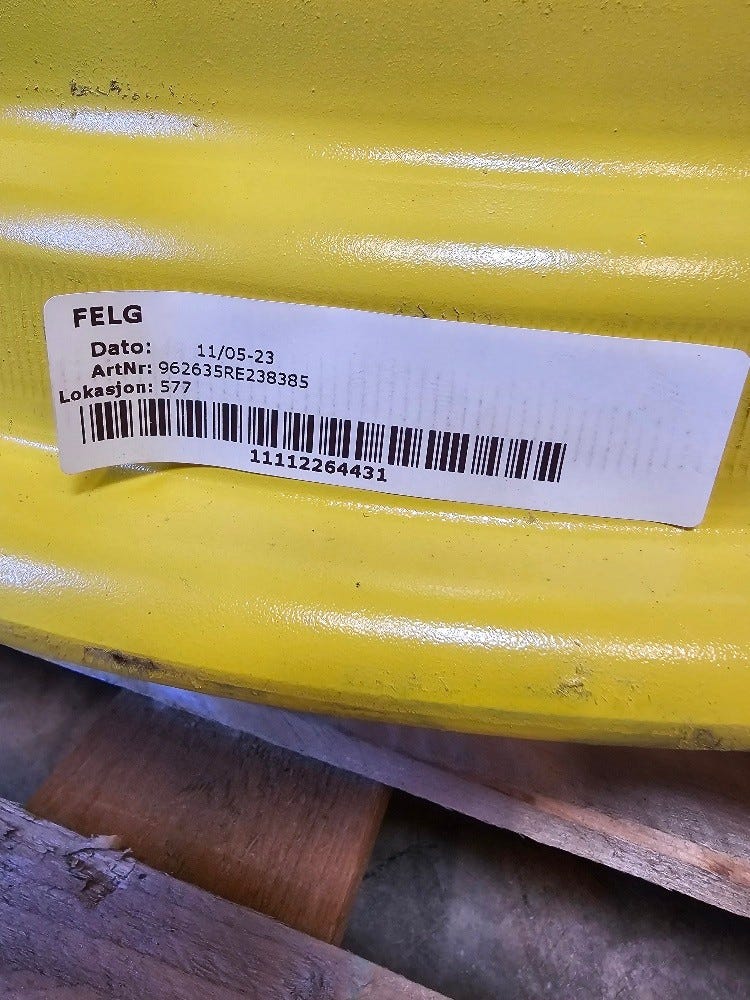 FELG
Dato: 11/05-23
ArtNr: 962635RE238385
Lokasjon: 577
11112264431